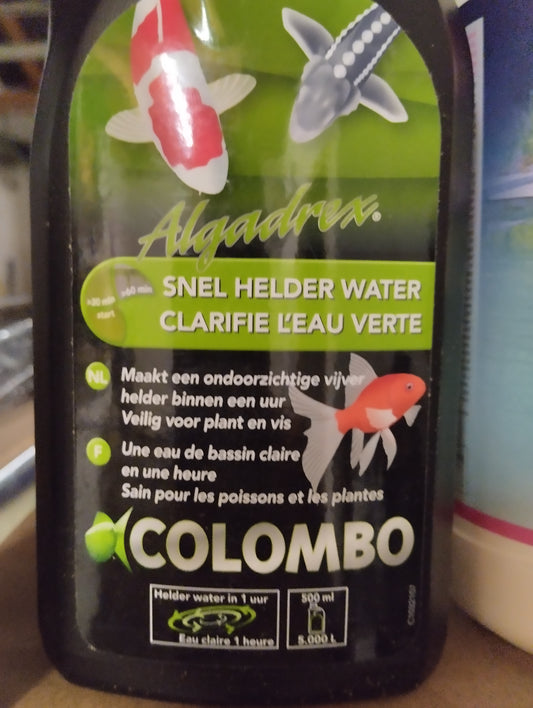 Algadrex®
>30 min >60 min
start
SNEL HELDER WATER
CLARIFIE L'EAU VERTE
NL
Maakt een ondoorzichtige vijver
helder binnen een uur
Veilig voor plant en vis
F
Une eau de bassin claire
en une heure
Sain pour les poissons et les plantes
COLOMBO
Helder water in 1 uur
Eau claire 1 heure
500 ml
5.000 L